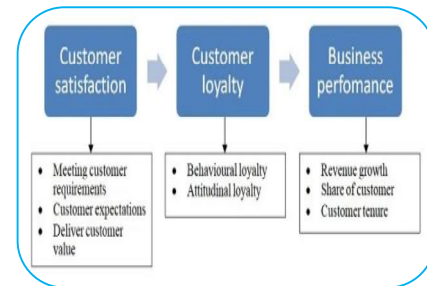 Customer
satisfaction
Customer
loyalty
Business
perfomance
• Meeting customer
requirements
• Customer expectations
• Deliver customer
value
• Behavioural loyalty
• Attitudinal loyalty
• Revenue growth
• Share of customer
• Customer tenure